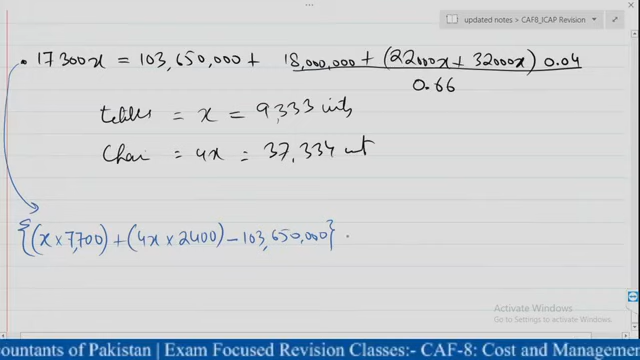 updated notes > CAF8_ICAP Revision
17300x = 103,650,000 + 18,000,000 + (22000x + 32000x) 0.04
0.66
tables = x = 9,333 units
Chair = 4x = 37,334 unit
{(x × 7,700) + (4x × 2400) - 103,650,000}
Activate Windows
Go to Settings to activate Windows.
countants of Pakistan | Exam Focused Revision Classes:- CAF-8: Cost and Managemen